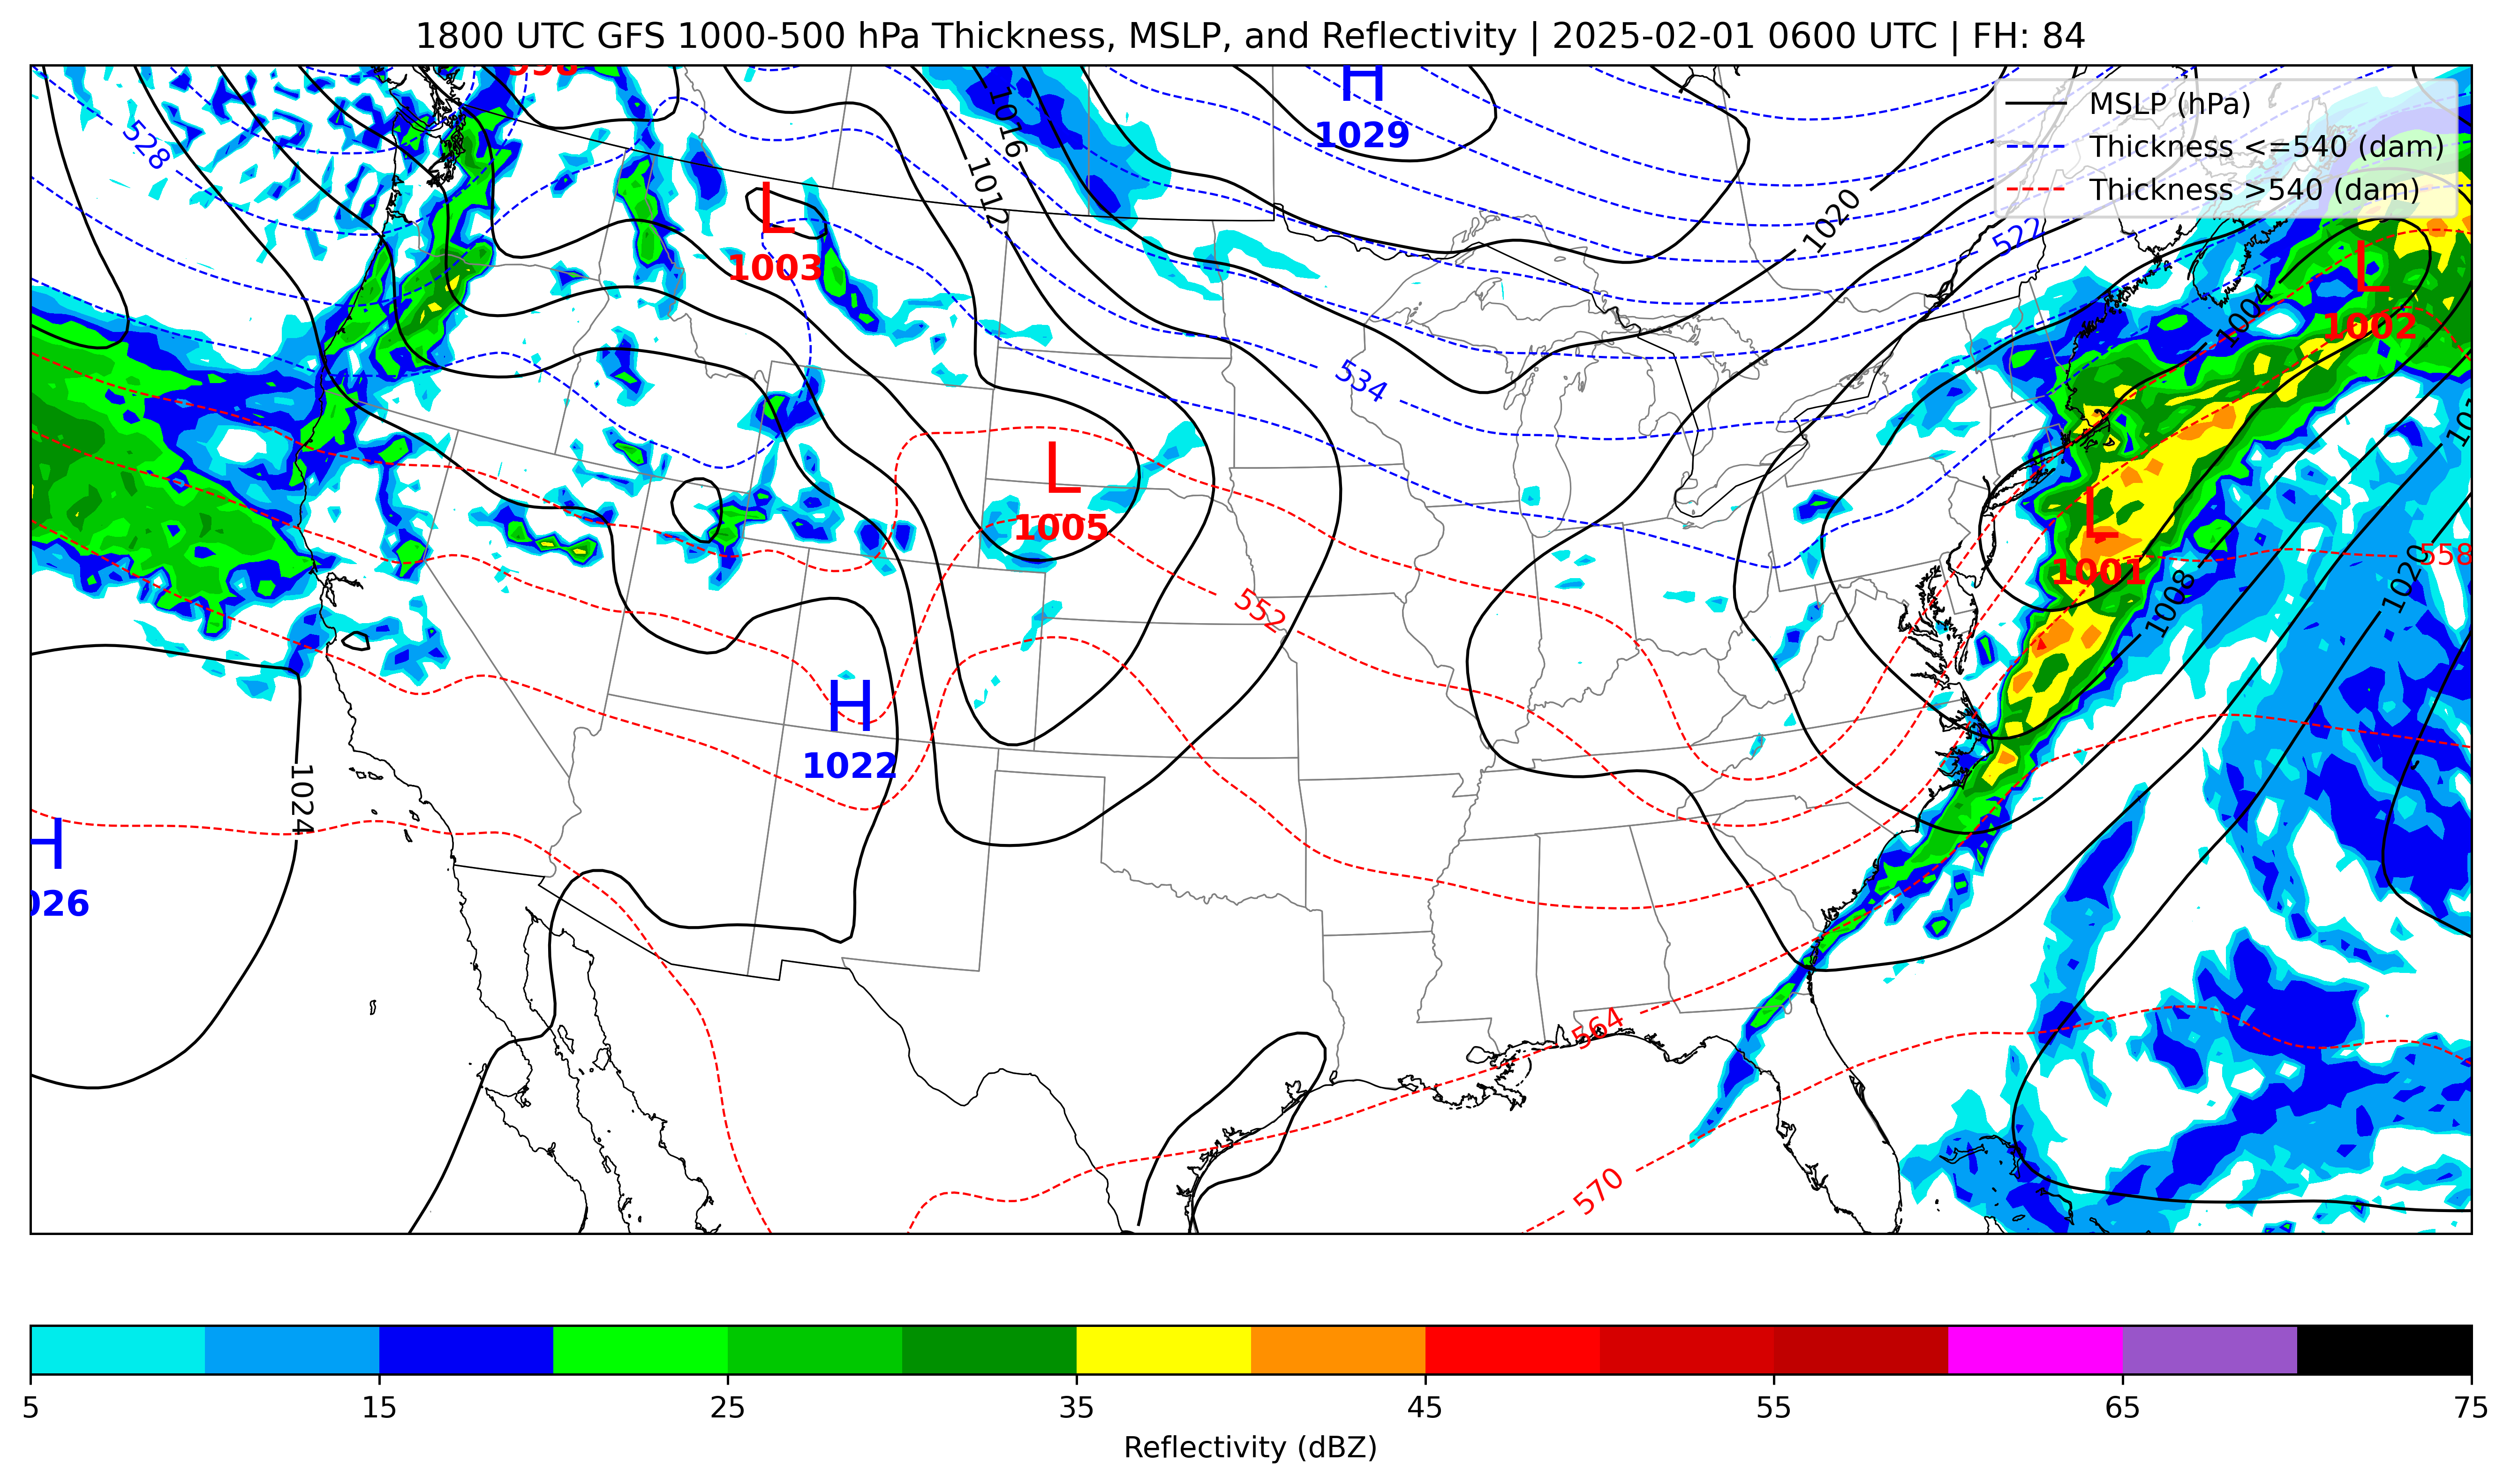 1800 UTC GFS 1000-500 hPa Thickness, MSLP, and Reflectivity | 2025-02-01 0600 UTC | FH: 84
MSLP (hPa)
Thickness <=540 (dam)
Thickness >540 (dam)
H
1029
528
1016
1012
L
1003
1020
522
L
1002
1004
534
L
1005
L
1001
1008
1020
558
552
H
1022
1024
H
026
564
570
5
15
25
35
45
55
65
75
Reflectivity (dBZ)